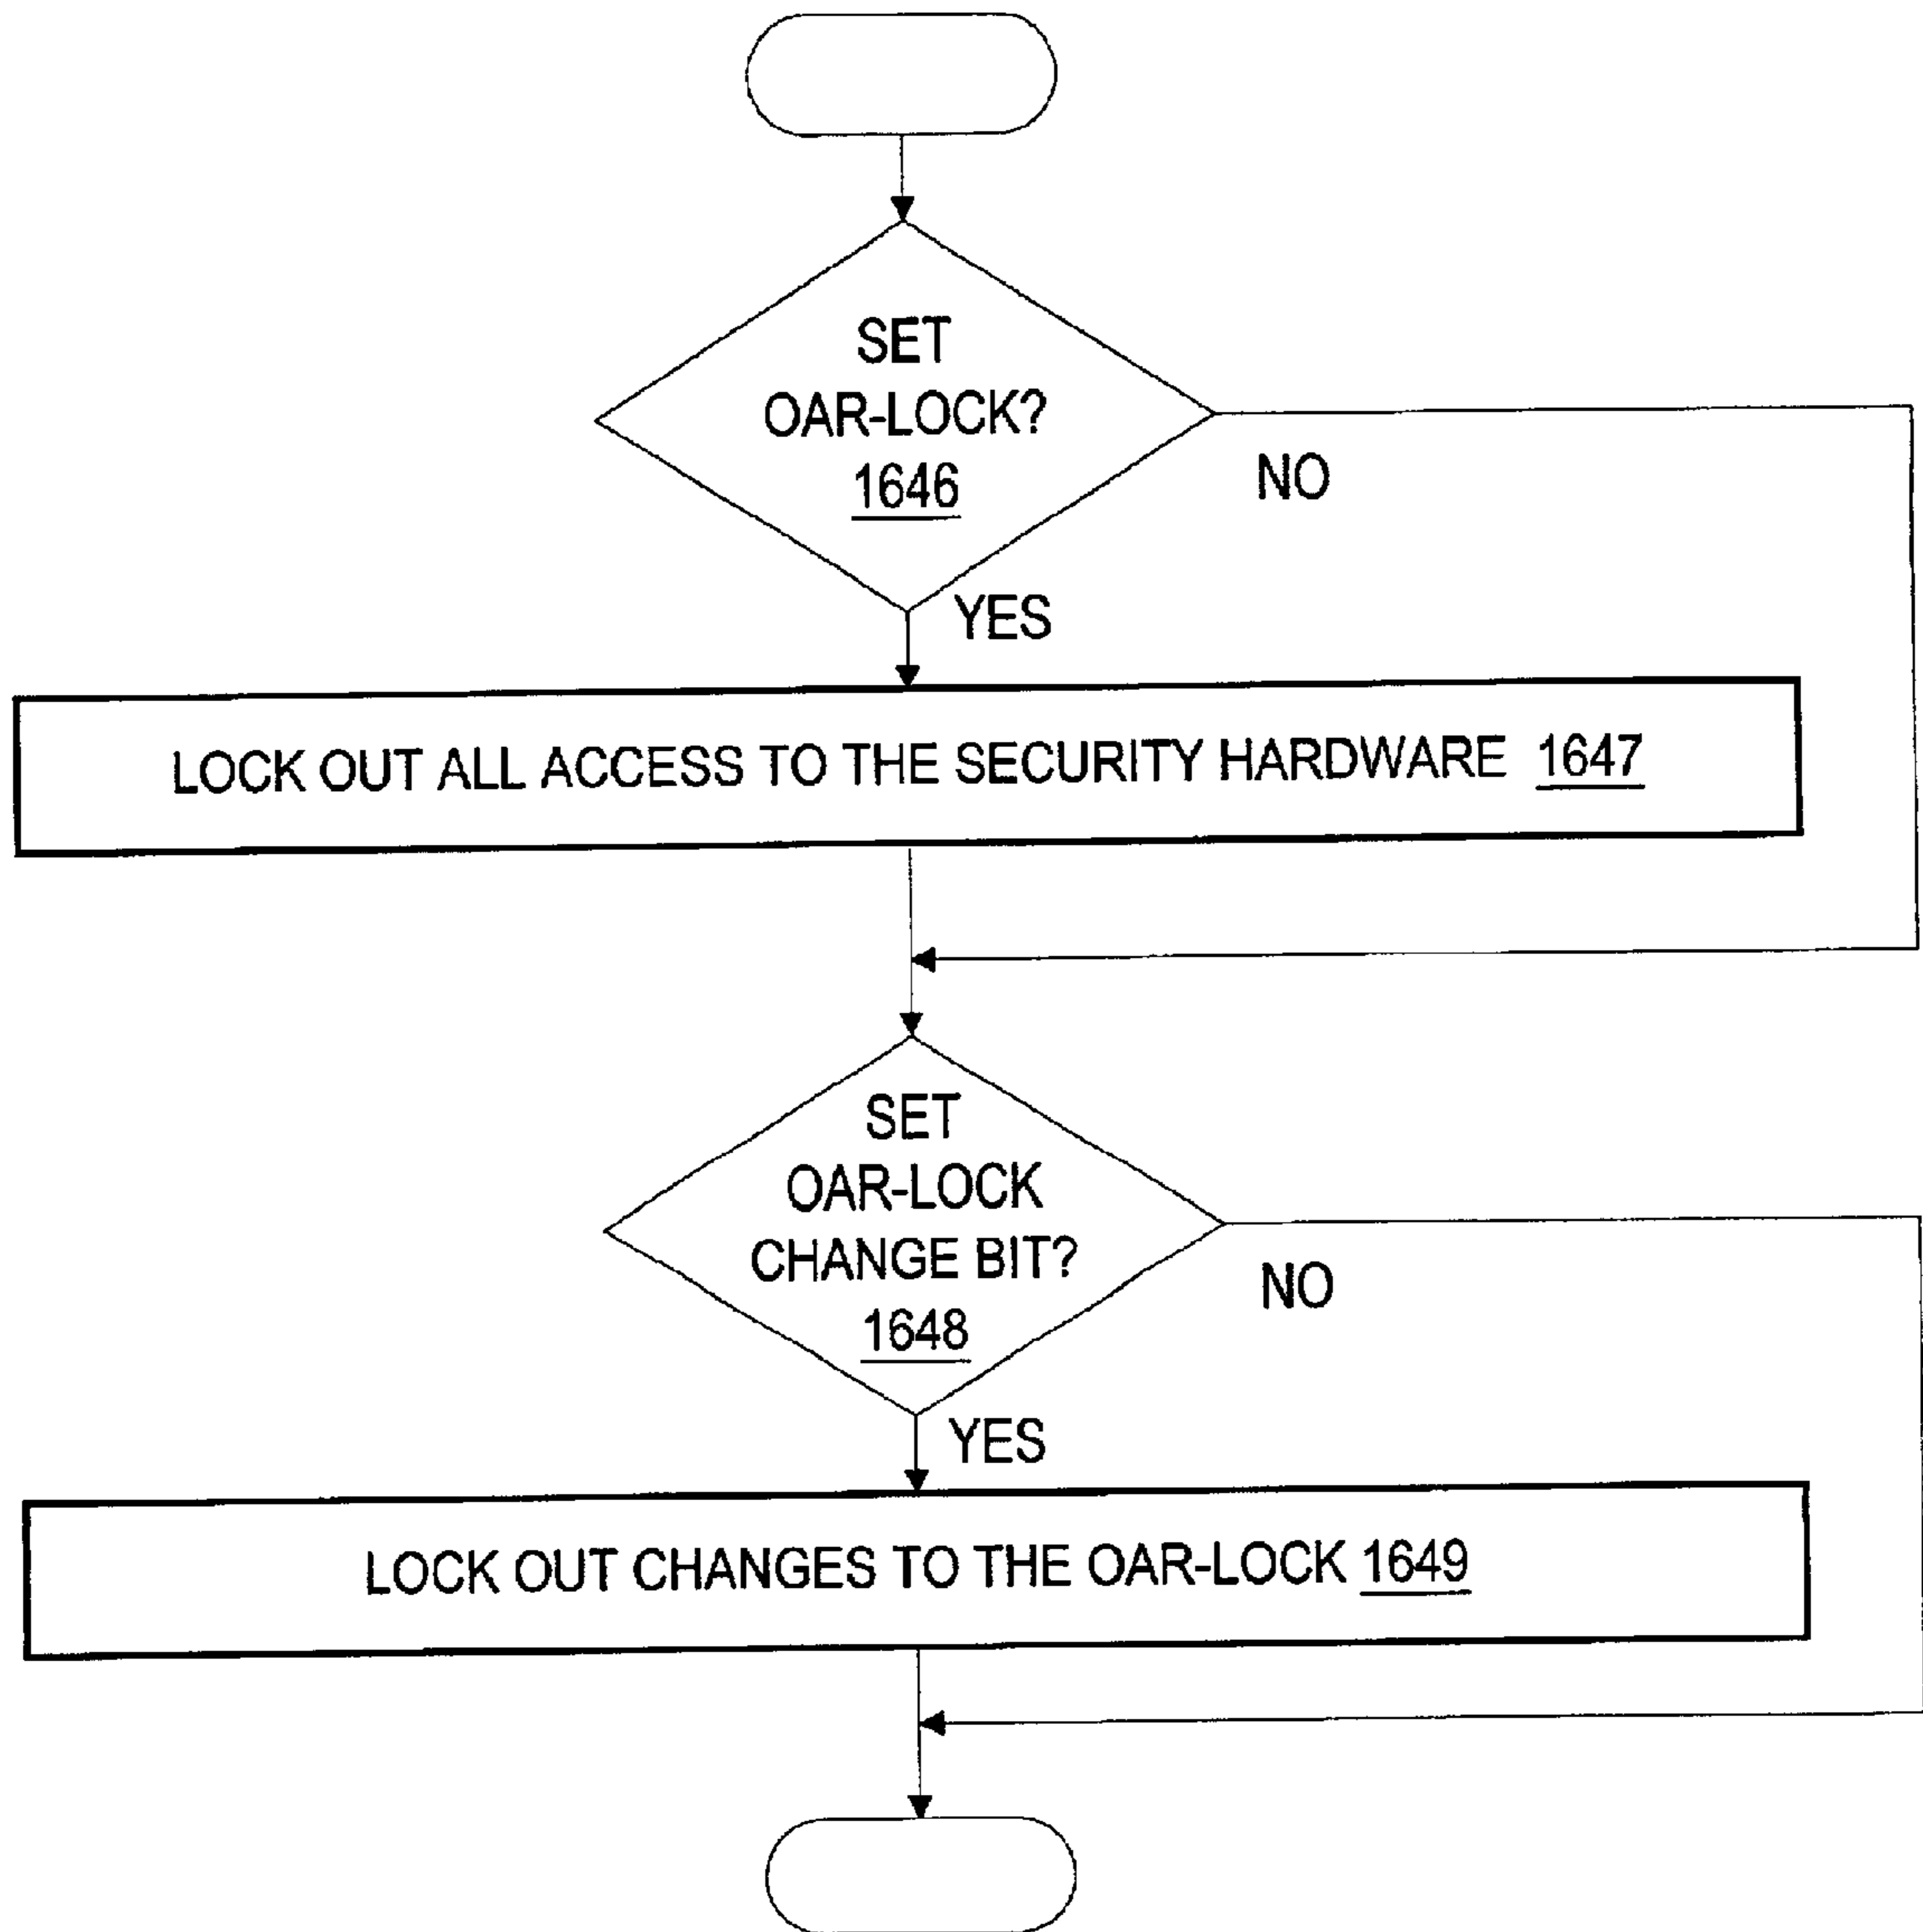 SET
OAR-LOCK?
1646
NO
YES
LOCK OUT ALL ACCESS TO THE SECURITY HARDWARE 1647
SET
OAR-LOCK
CHANGE BIT?
1648
NO
YES
LOCK OUT CHANGES TO THE OAR-LOCK 1649